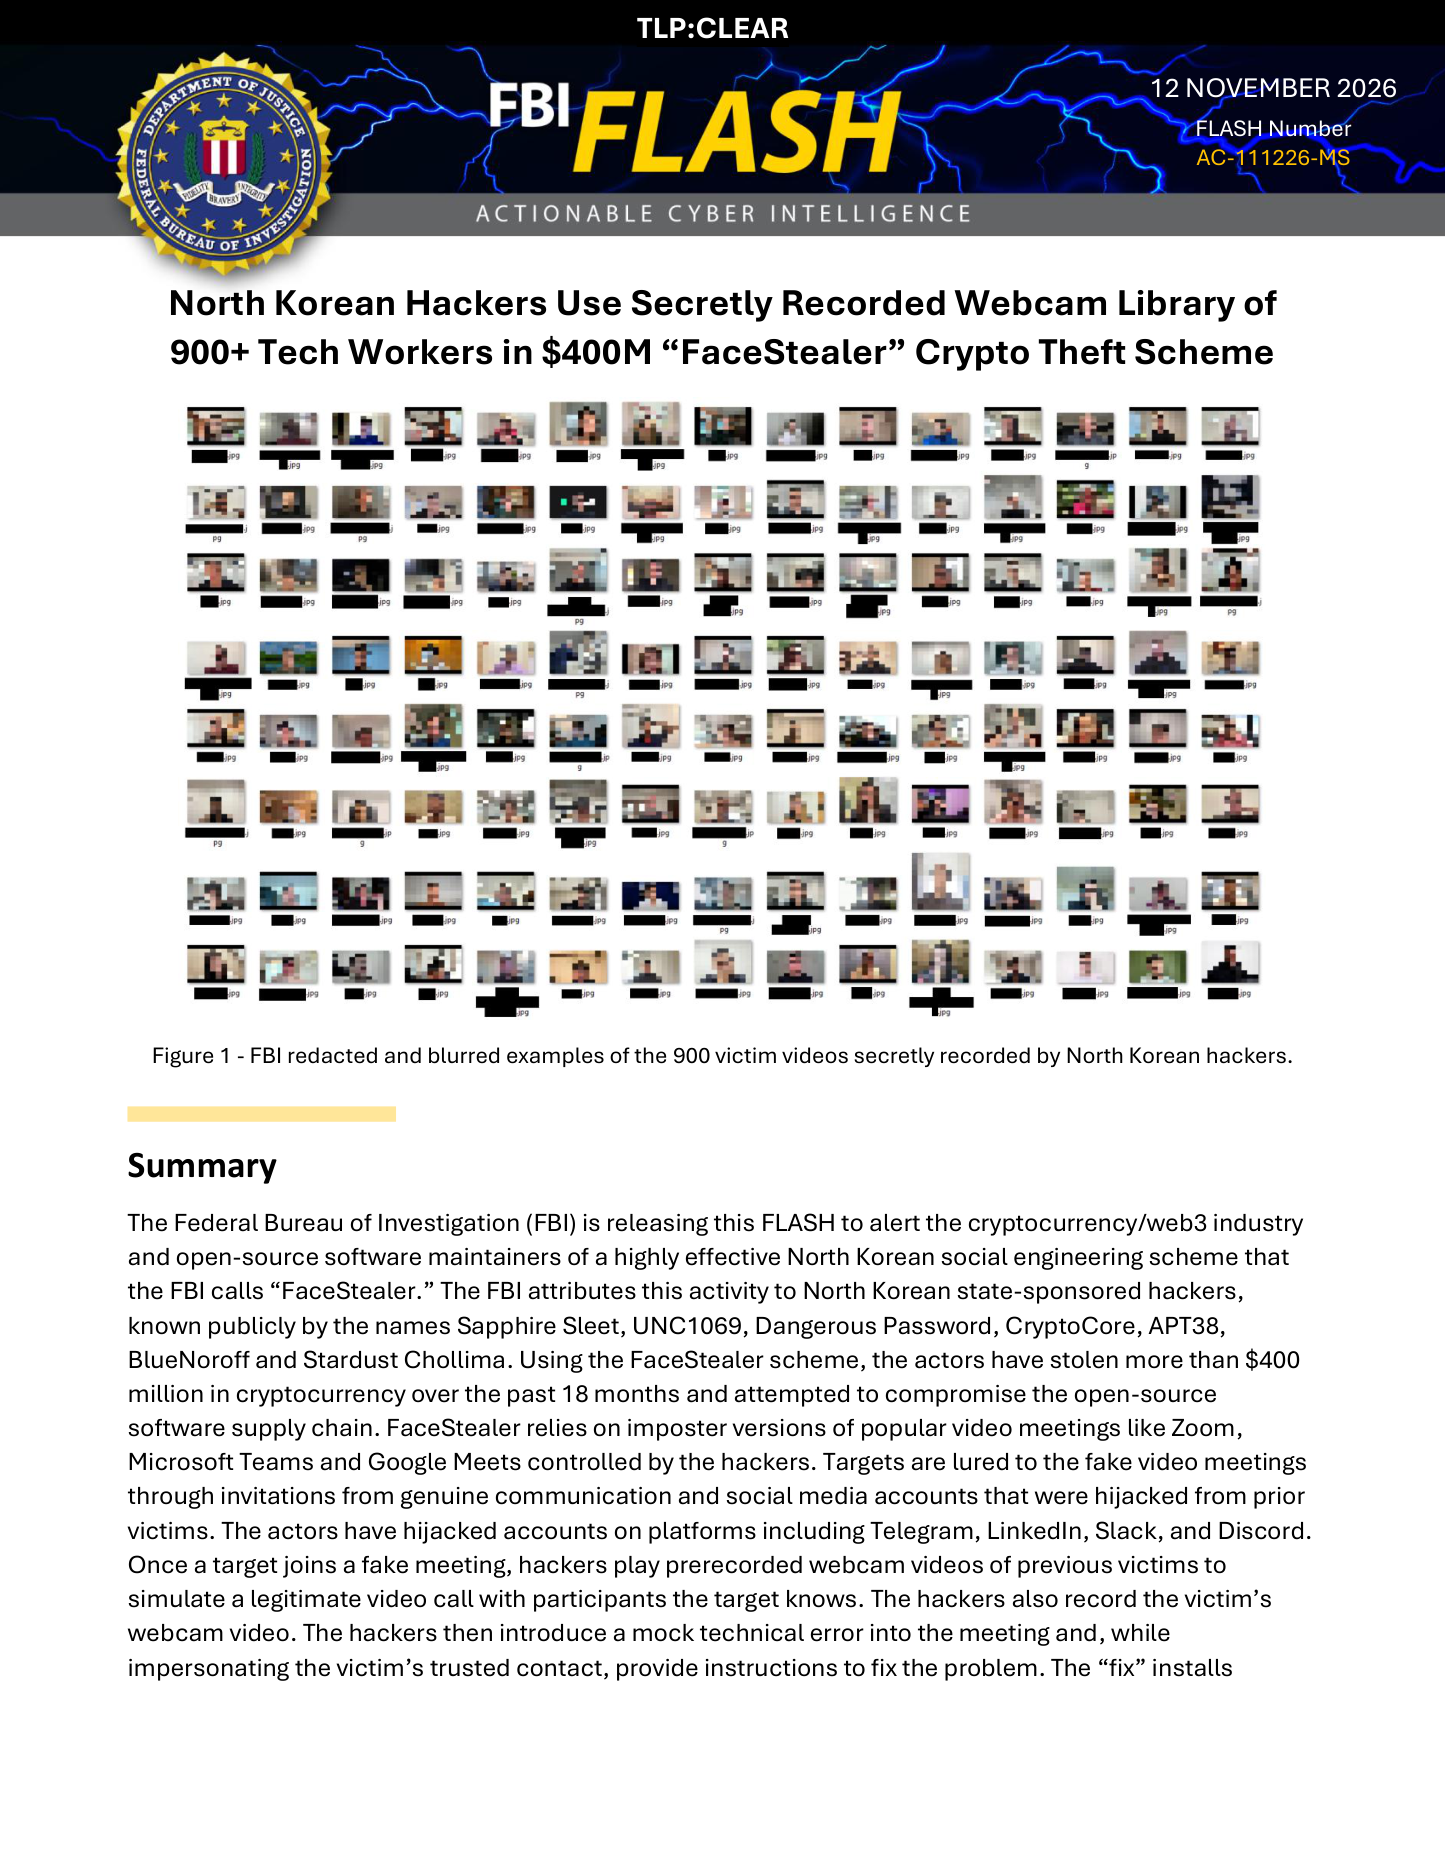 TLP:CLEAR
DEPARTMENT OF JUSTICE
FEDERAL BUREAU OF INVESTIGATION
FIDELITY BRAVERY INTEGRITY
FBI FLASH
12 NOVEMBER 2026
FLASH Number
AC-111226-MS
ACTIONABLE CYBER INTELLIGENCE
North Korean Hackers Use Secretly Recorded Webcam Library of
900+ Tech Workers in $400M “FaceStealer” Crypto Theft Scheme
Figure 1 - FBI redacted and blurred examples of the 900 victim videos secretly recorded by North Korean hackers.
Summary
The Federal Bureau of Investigation (FBI) is releasing this FLASH to alert the cryptocurrency/web3 industry
and open-source software maintainers of a highly effective North Korean social engineering scheme that
the FBI calls “FaceStealer.” The FBI attributes this activity to North Korean state-sponsored hackers,
known publicly by the names Sapphire Sleet, UNC1069, Dangerous Password, CryptoCore, APT38,
BlueNoroff and Stardust Chollima. Using the FaceStealer scheme, the actors have stolen more than $400
million in cryptocurrency over the past 18 months and attempted to compromise the open-source
software supply chain. FaceStealer relies on imposter versions of popular video meetings like Zoom,
Microsoft Teams and Google Meets controlled by the hackers. Targets are lured to the fake video meetings
through invitations from genuine communication and social media accounts that were hijacked from prior
victims. The actors have hijacked accounts on platforms including Telegram, LinkedIn, Slack, and Discord.
Once a target joins a fake meeting, hackers play prerecorded webcam videos of previous victims to
simulate a legitimate video call with participants the target knows. The hackers also record the victim’s
webcam video. The hackers then introduce a mock technical error into the meeting and, while
impersonating the victim’s trusted contact, provide instructions to fix the problem. The “fix” installs